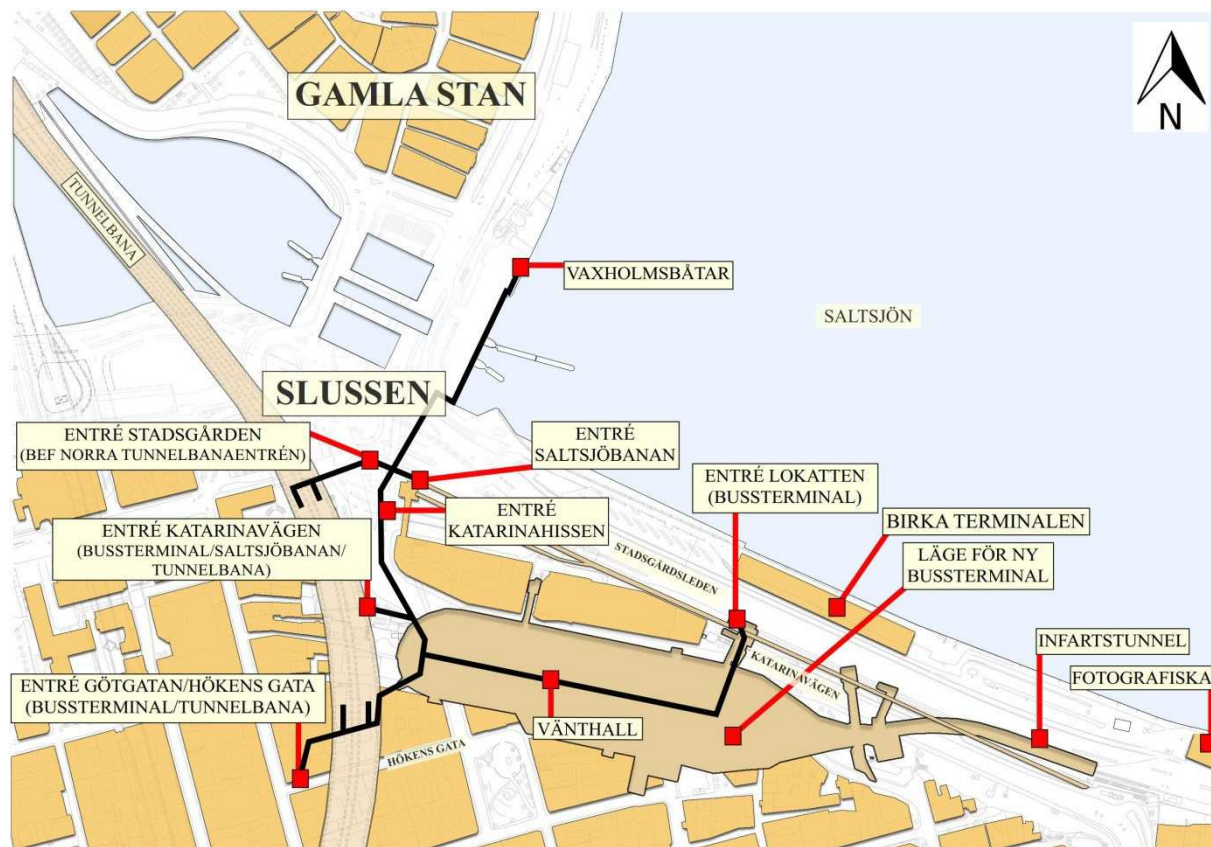 GAMLA STAN
N
TUNNELBANA
VAXHOLMSBÅTAR
SALTSJÖN
SLUSSEN
ENTRÉ STADSGÅRDEN
(BEF NORRA TUNNELBANAENTRÉN)
ENTRÉ
SALTSJÖBANAN
ENTRÉ LOKATTEN
(BUSSTERMINAL)
ENTRÉ
KATARINAHISSEN
BIRKA TERMINALEN
ENTRÉ KATARINAVÄGEN
(BUSSTERMINAL/SALTSJÖBANAN/
TUNNELBANA)
STADSGÅRDSLEDEN
LÄGE FÖR NY
BUSSTERMINAL
INFARTSTUNNEL
KATARINAVÄGEN
FOTOGRAFISKA
ENTRÉ GÖTGATAN/HÖKENS GATA
(BUSSTERMINAL/TUNNELBANA)
VÄNTHALL
HÖKENS GATA